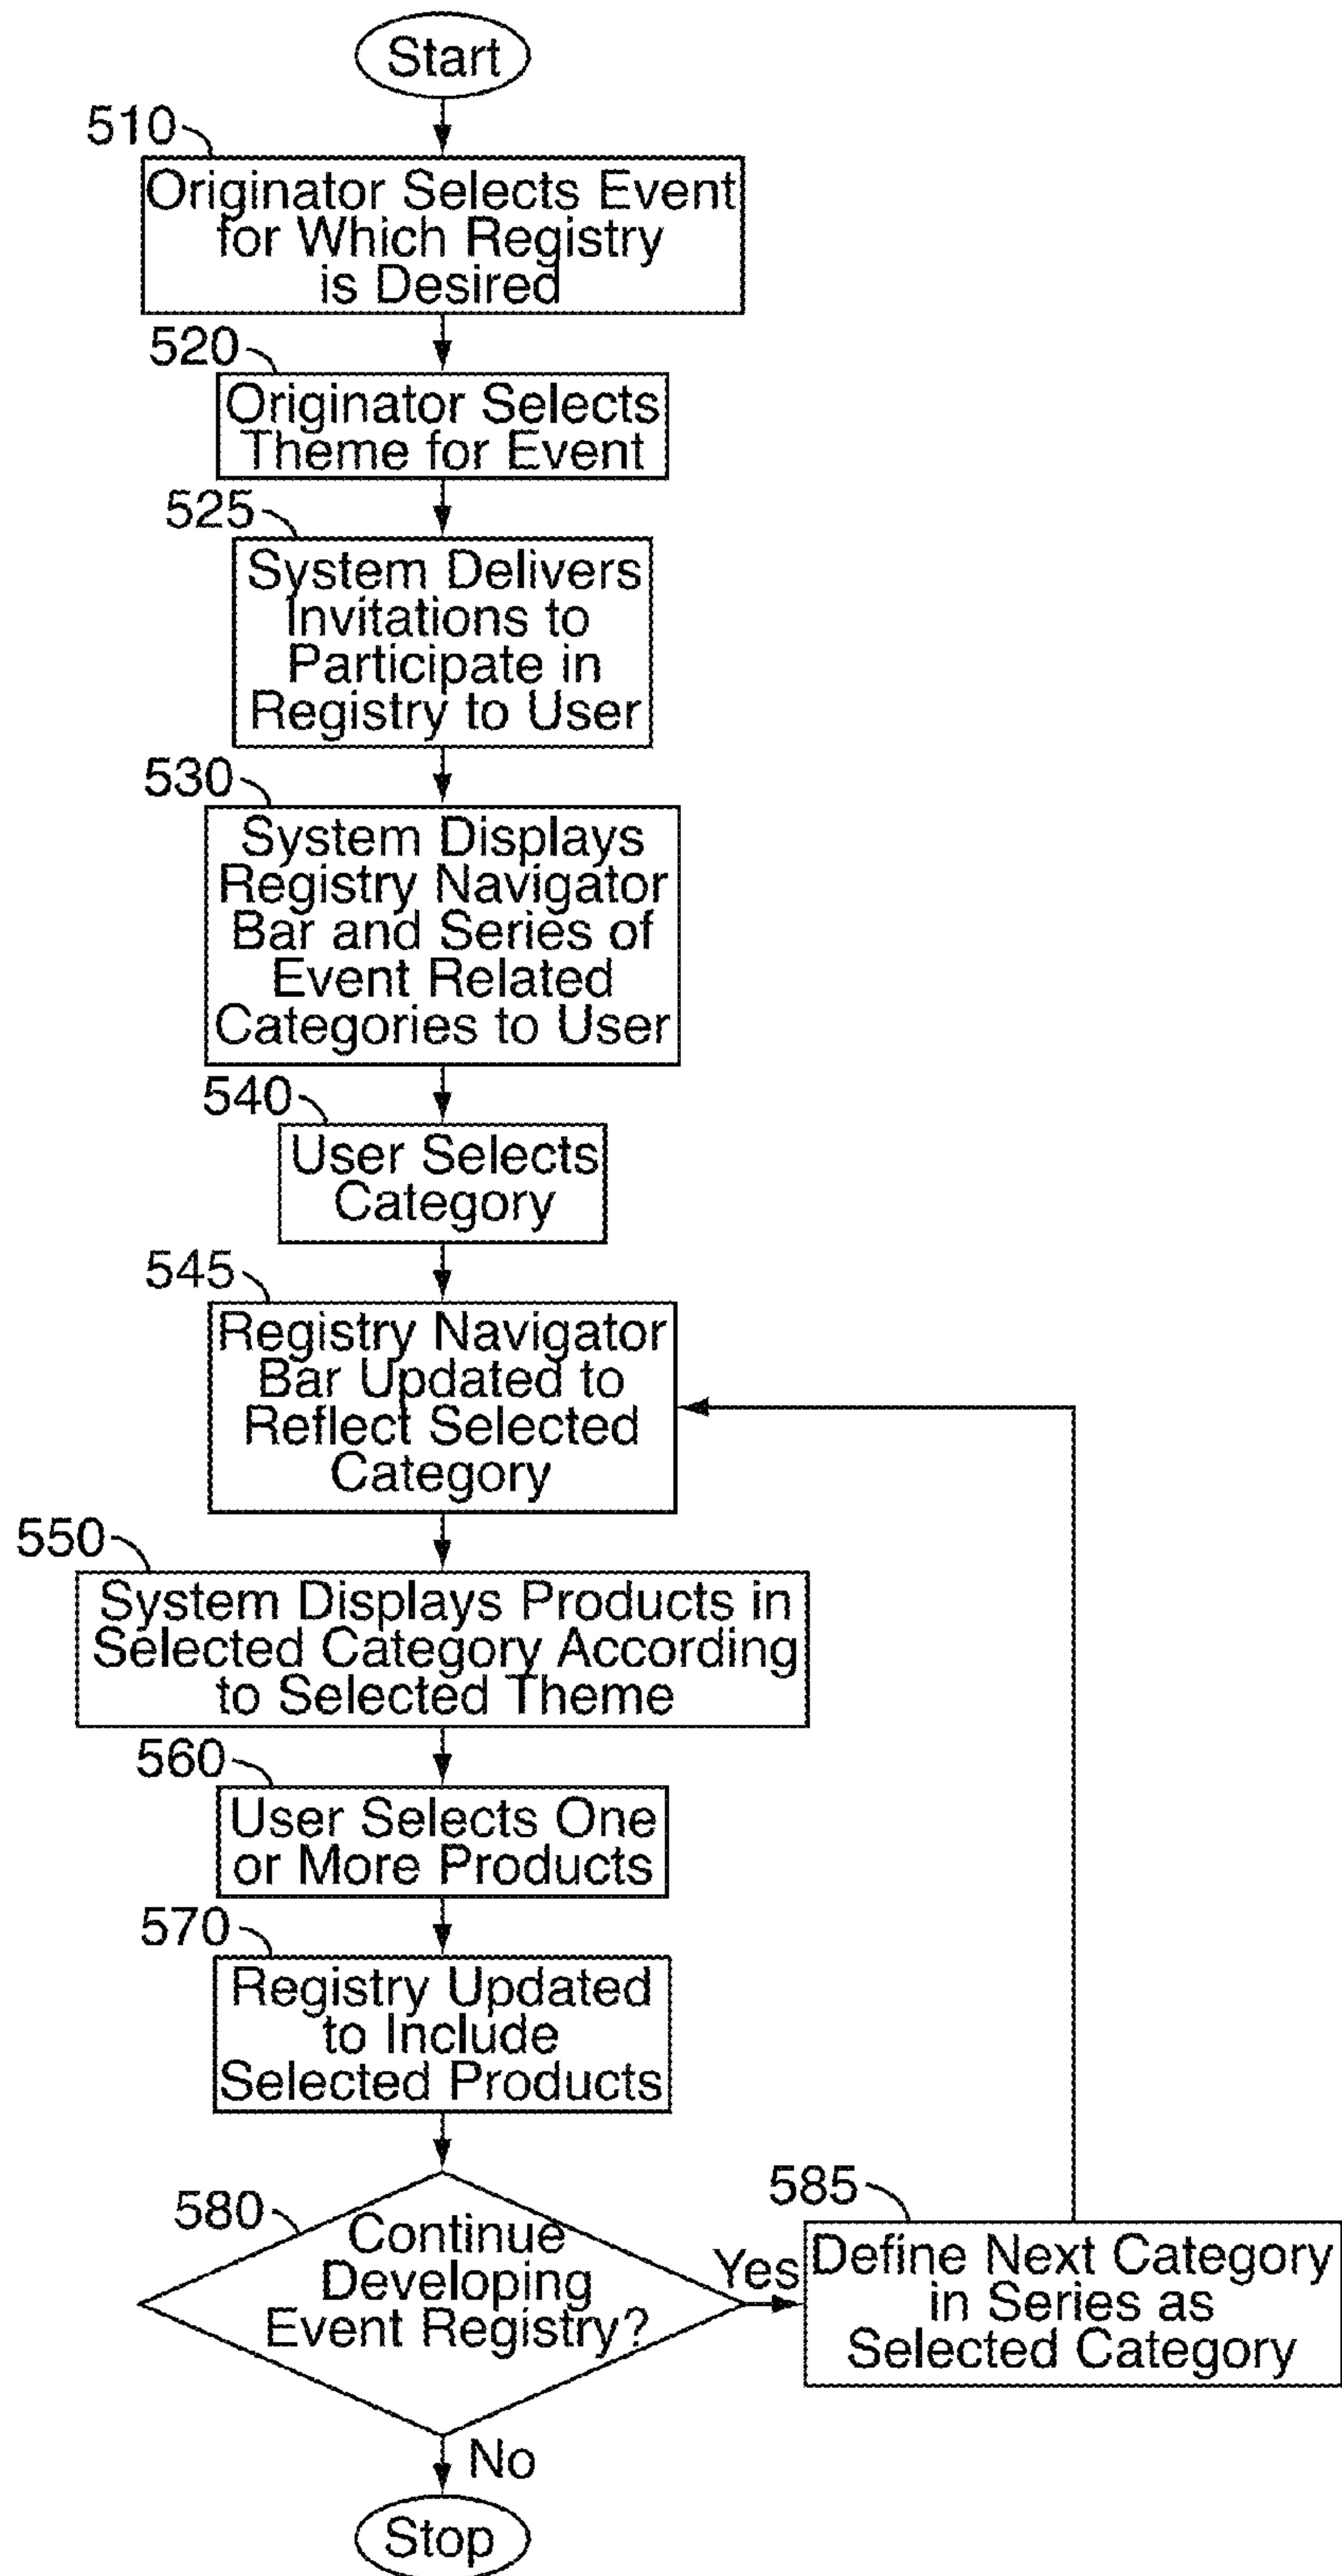 Start
510
Originator Selects Event
for Which Registry
is Desired
520
Originator Selects
Theme for Event
525
System Delivers
Invitations to
Participate in
Registry to User
530
System Displays
Registry Navigator
Bar and Series of
Event Related
Categories to User
540
User Selects
Category
545
Registry Navigator
Bar Updated to
Reflect Selected
Category
550
System Displays Products in
Selected Category According
to Selected Theme
560
User Selects One
or More Products
570
Registry Updated
to Include
Selected Products
580
Continue
Developing
Event Registry?
Yes
585
Define Next Category
in Series as
Selected Category
No
Stop